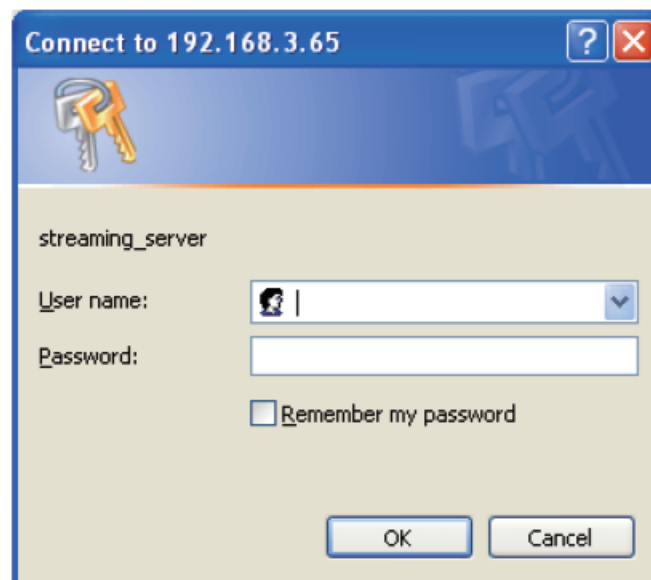 Connect to 192.168.3.65
streaming_server
User name:
Password:
Remember my password
OK Cancel